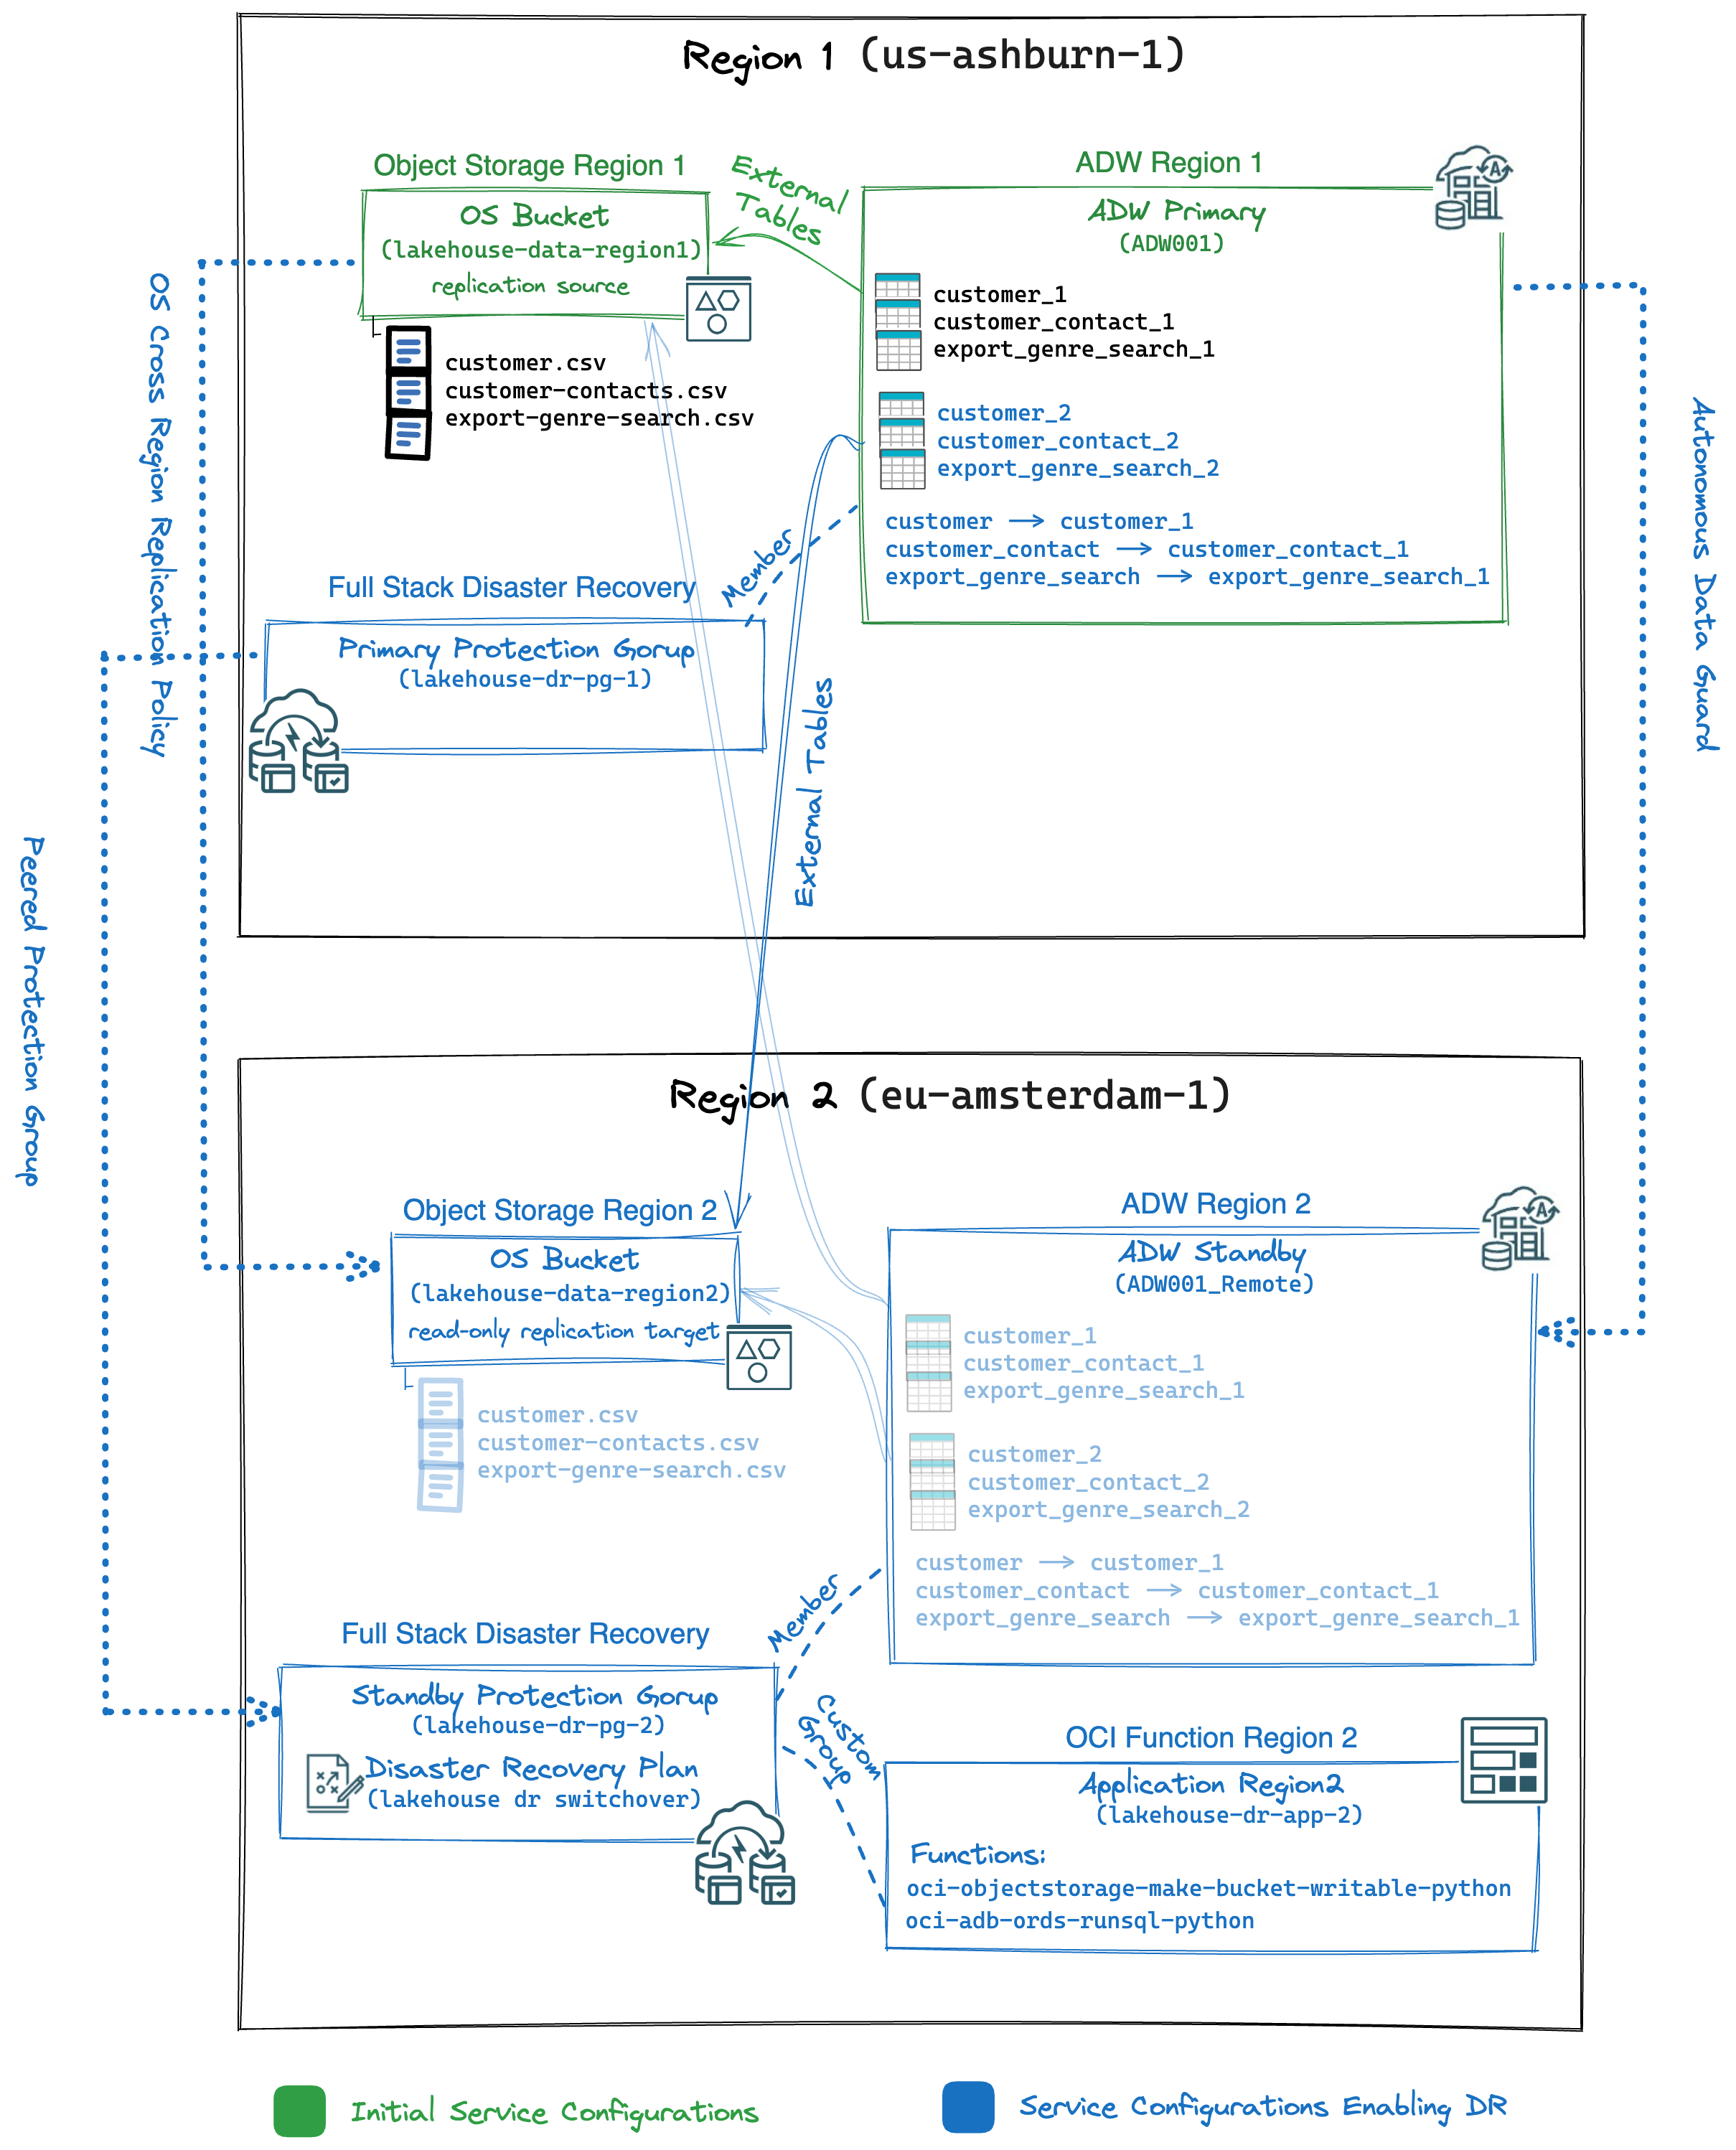 Region 1 (us-ashburn-1)
Object Storage Region 1
OS Bucket
(lakehouse-data-region1)
replication source
customer.csv
customer-contacts.csv
export-genre-search.csv
External
Tables
ADW Region 1
ADW Primary
(ADW001)
customer_1
customer_contact_1
export_genre_search_1
customer_2
customer_contact_2
export_genre_search_2
customer → customer_1
customer_contact → customer_contact_1
export_genre_search → export_genre_search_1
Member
Full Stack Disaster Recovery
Primary Protection Gorup
(lakehouse-dr-pg-1)
External Tables
OS Cross Region Replication Policy
Peered Protection Group
Autonomous Data Guard
Region 2 (eu-amsterdam-1)
Object Storage Region 2
OS Bucket
(lakehouse-data-region2)
read-only replication target
customer.csv
customer-contacts.csv
export-genre-search.csv
ADW Region 2
ADW Standby
(ADW001_Remote)
customer_1
customer_contact_1
export_genre_search_1
customer_2
customer_contact_2
export_genre_search_2
customer → customer_1
customer_contact → customer_contact_1
export_genre_search → export_genre_search_1
Member
Full Stack Disaster Recovery
Standby Protection Gorup
(lakehouse-dr-pg-2)
Disaster Recovery Plan
(lakehouse dr switchover)
Custom
Group
OCI Function Region 2
Application Region2
(lakehouse-dr-app-2)
Functions:
oci-objectstorage-make-bucket-writable-python
oci-adb-ords-runsql-python
Initial Service Configurations
Service Configurations Enabling DR